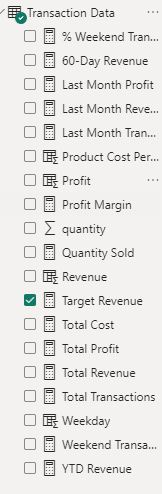 Transaction Data
% Weekend Tran...
60-Day Revenue
Last Month Profit
Last Month Reve...
Last Month Tran...
Product Cost Per...
Profit
Profit Margin
quantity
Quantity Sold
Revenue
Target Revenue
Total Cost
Total Profit
Total Revenue
Total Transactions
Weekday
Weekend Transa...
YTD Revenue